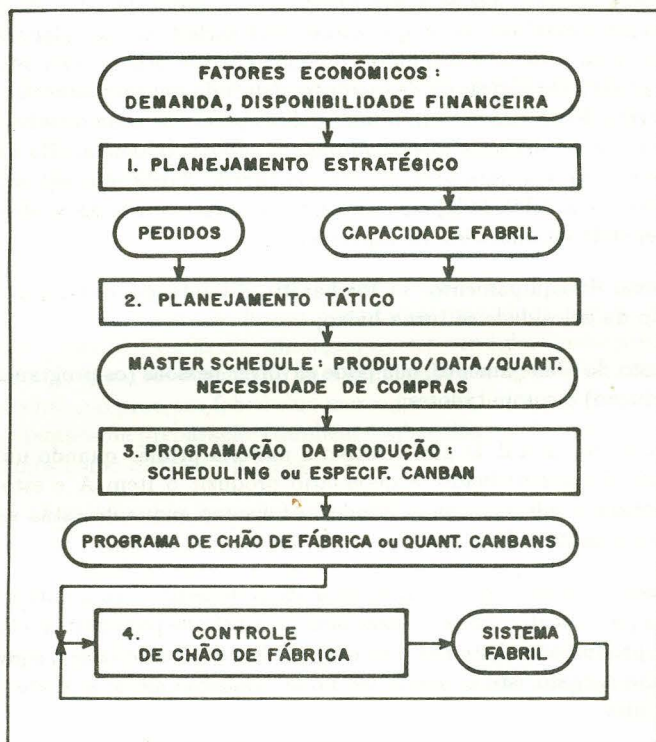 FATORES ECONÔMICOS:
DEMANDA, DISPONIBILIDADE FINANCEIRA
1. PLANEJAMENTO ESTRATÉGICO
PEDIDOS
CAPACIDADE FABRIL
2. PLANEJAMENTO TÁTICO
MASTER SCHEDULE: PRODUTO/DATA/QUANT.
NECESSIDADE DE COMPRAS
3. PROGRAMAÇÃO DA PRODUÇÃO:
SCHEDULING ou ESPECIF. CANBAN
PROGRAMA DE CHÃO DE FÁBRICA ou QUANT. CANBANS
4. CONTROLE
DE CHÃO DE FÁBRICA
SISTEMA
FABRIL